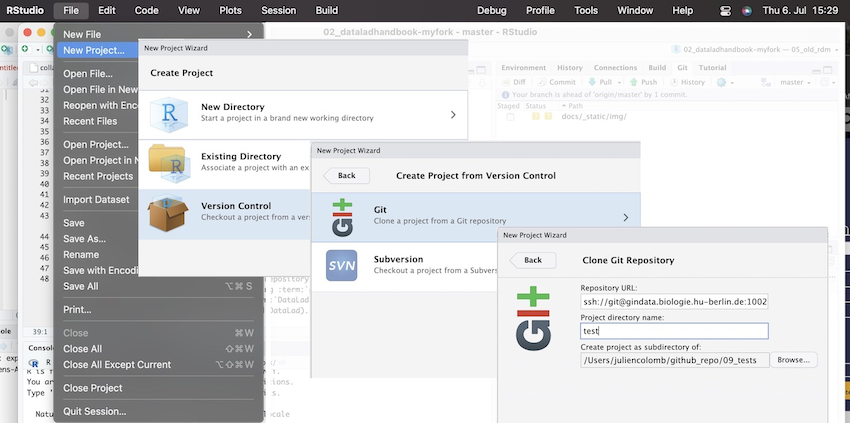 RStudio File Edit Code View Plots Session Build Debug Profile Tools Window Help Thu 6. Jul 15:29
02_dataladhandbook-myfork - master - RStudio
02_dataladhandbook-myfork — 05_old_rdm
New File
New Project...
Open File...
Open File in New
Reopen with Enco
Recent Files
Open Project...
Open Project in N
Recent Projects
Import Dataset
Save
Save As...
Rename
Save with Encodi
Save All ⌥⌘ S
Print...
Close ⌘W
Close All ⇧⌘W
Close All Except Current ⌥⇧⌘W
Close Project
Quit Session...
New Project Wizard
Create Project
New Directory
Start a project in a brand new working directory
Existing Directory
Associate a project with an ex
Version Control
Checkout a project from a vers
New Project Wizard
Back
Create Project from Version Control
Git
Clone a project from a Git repository
SVN
Subversion
Checkout a project from a Subvers
New Project Wizard
Back
Clone Git Repository
git
Repository URL:
ssh://git@gindata.biologie.hu-berlin.de:1002
Project directory name:
test
Create project as subdirectory of:
/Users/juliencolomb/github_repo/09_tests
Browse...
Environment History Connections Build Git Tutorial
Diff Commit Pull Push History master
Your branch is ahead of 'origin/master' by 1 commit.
Staged Status Path
docs/_static/img/
31
32
39:1
Console